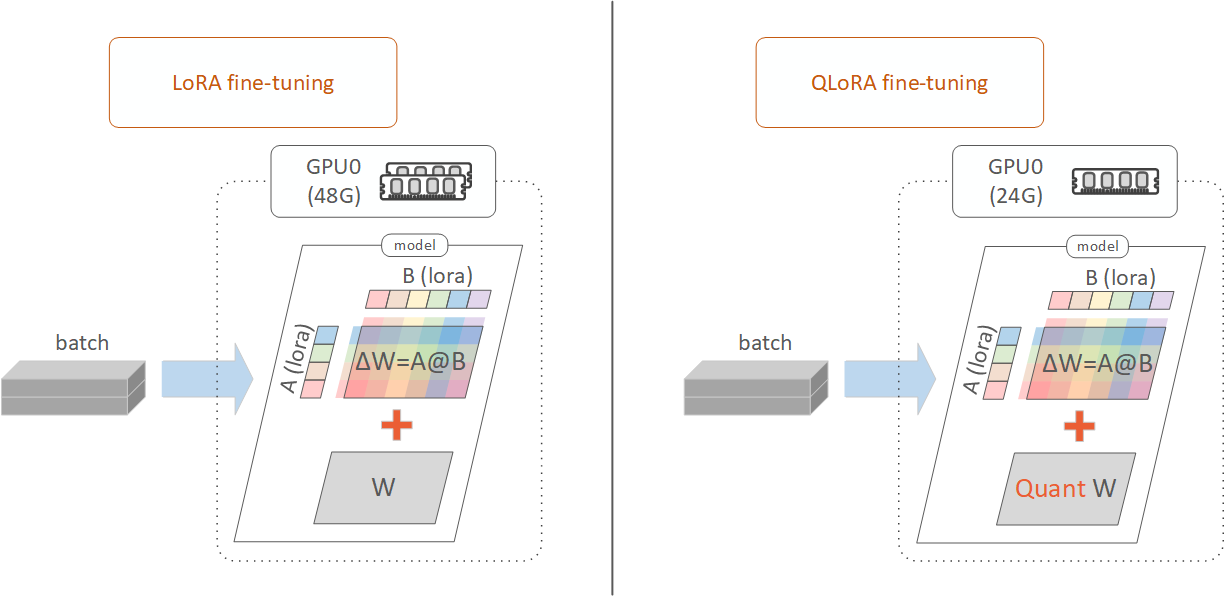 LoRA fine-tuning
GPU0
(48G)
model
B (lora)
A (lora)
ΔW=A@B
W
batch
QLoRA fine-tuning
GPU0
(24G)
model
B (lora)
A (lora)
ΔW=A@B
Quant W
batch